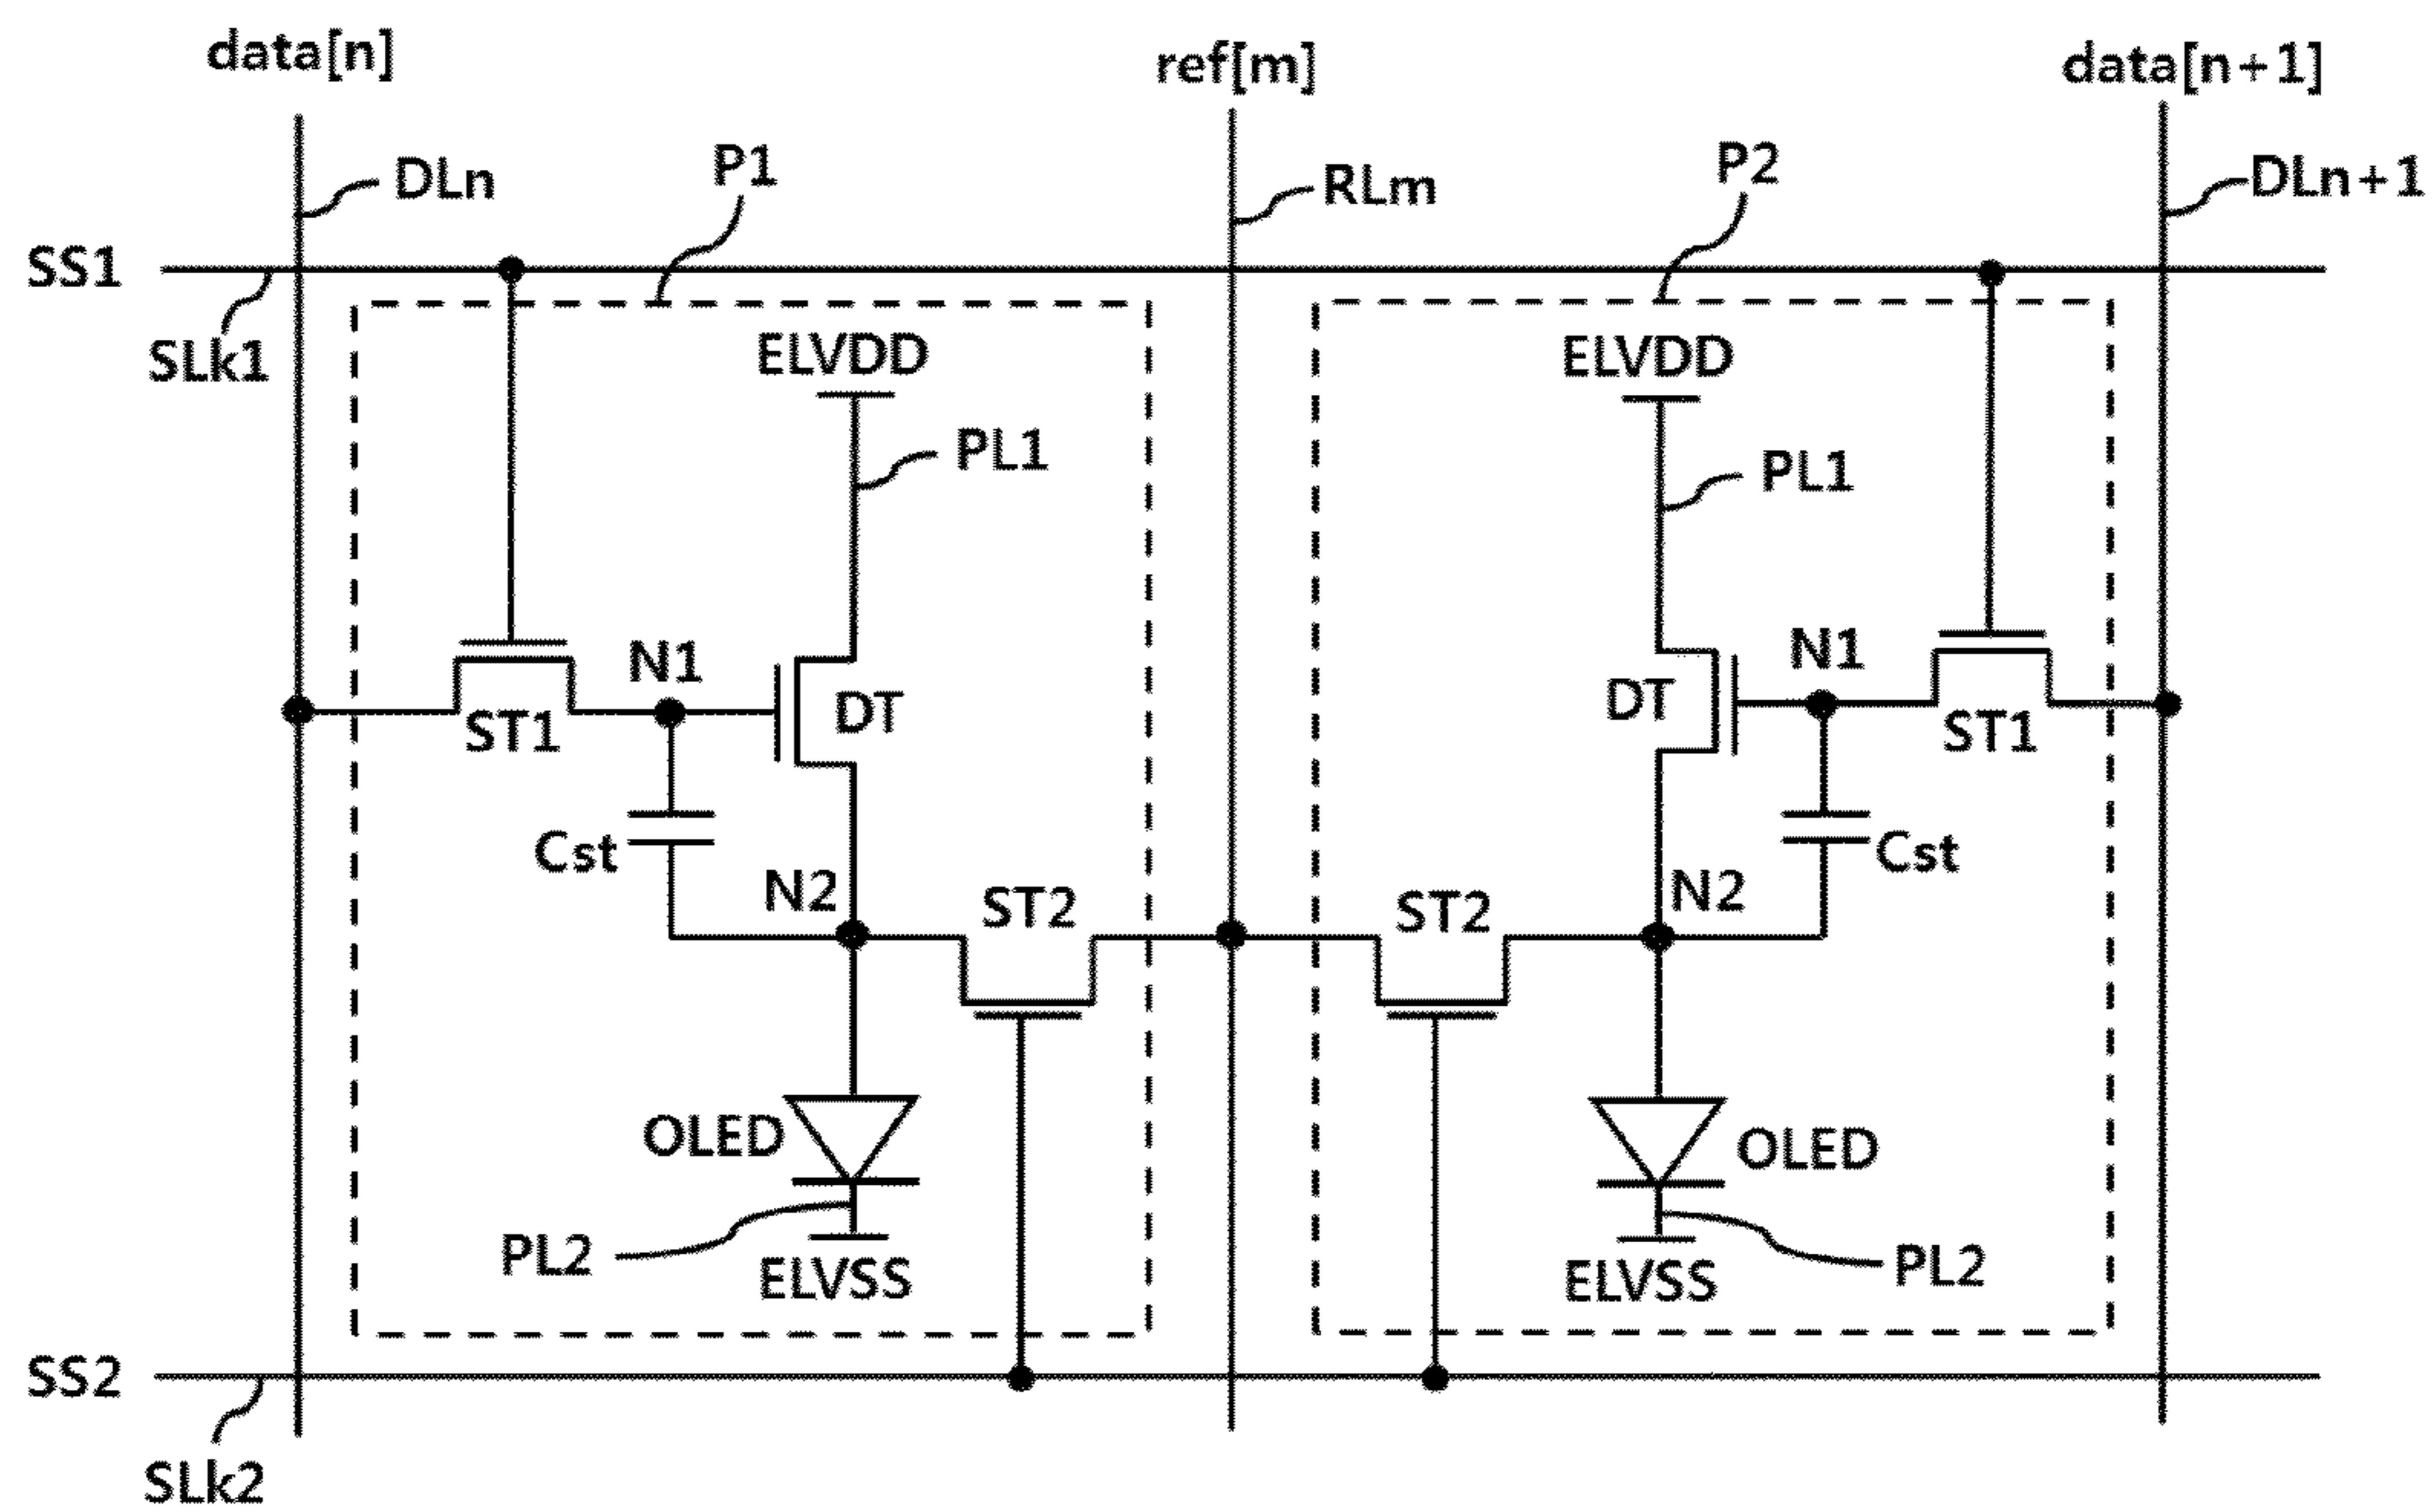 data[n]
ref[m]
data[n+1]
DLn
P1
RLm
P2
DLn+1
SS1
SLk1
ELVDD
ELVDD
PL1
PL1
N1
N1
DT
DT
ST1
ST1
Cst
Cst
N2
N2
ST2
ST2
OLED
OLED
PL2
PL2
ELVSS
ELVSS
SS2
SLk2